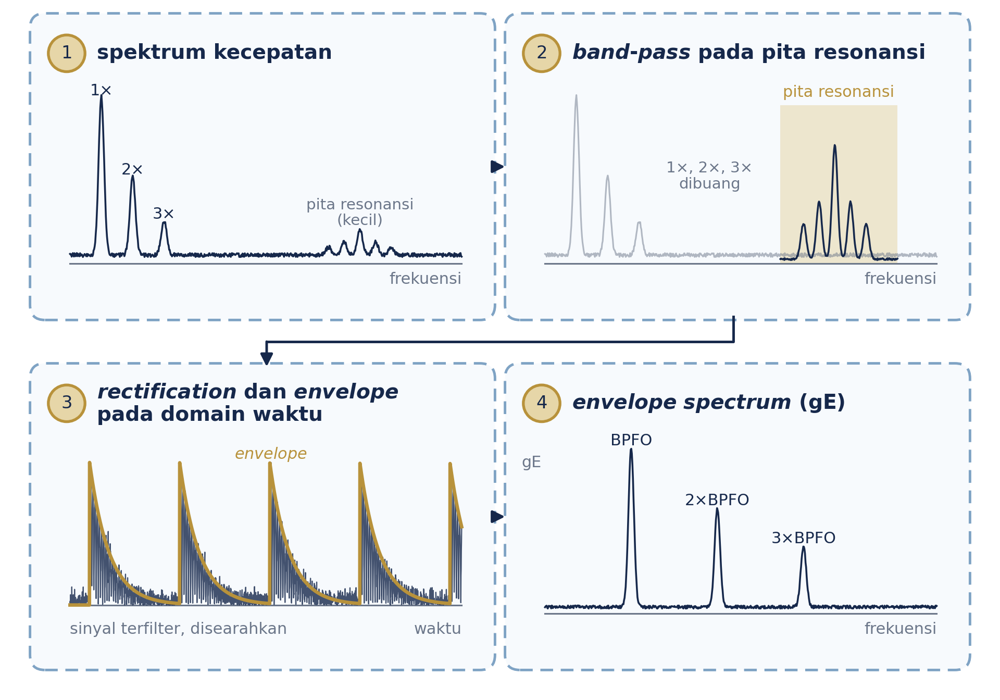 1 spektrum kecepatan
1×
2×
3×
pita resonansi
(kecil)
frekuensi
2 band-pass pada pita resonansi
pita resonansi
1×, 2×, 3×
dibuang
frekuensi
3 rectification dan envelope
pada domain waktu
envelope
sinyal terfilter, disearahkan
waktu
4 envelope spectrum (gE)
gE
BPFO
2×BPFO
3×BPFO
frekuensi